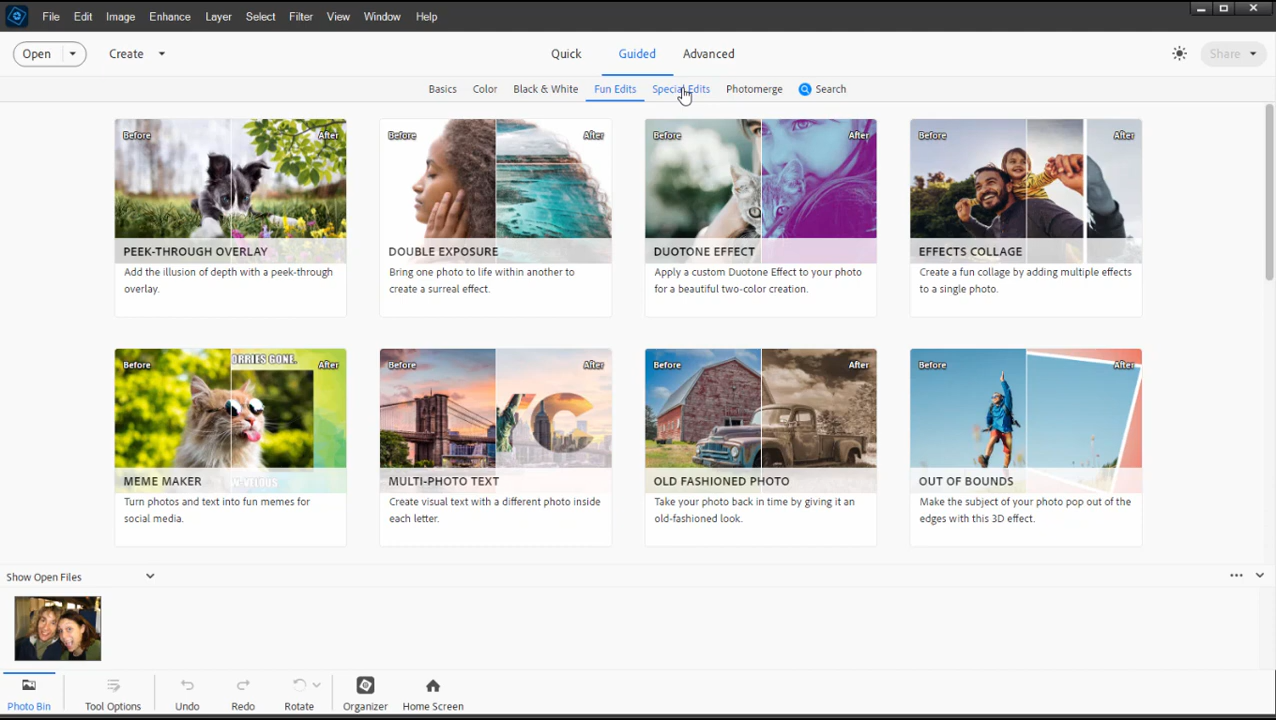 File Edit Image Enhance Layer Select Filter View Window Help
Open Create Quick Guided Advanced Share
Basics Color Black & White Fun Edits Special Edits Photomerge Search
Before After Before After Before After Before After
PEEK-THROUGH OVERLAY DOUBLE EXPOSURE DUOTONE EFFECT EFFECTS COLLAGE
Add the illusion of depth with a peek-through Bring one photo to life within another to Apply a custom Duotone Effect to your photo Create a fun collage by adding multiple effects
overlay. create a surreal effect. for a beautiful two-color creation. to a single photo.
ORRIES GONE.
Before After Before After Before After Before After
MEME MAKER MULTI-PHOTO TEXT OLD FASHIONED PHOTO OUT OF BOUNDS
Turn photos and text into fun memes for Create visual text with a different photo inside Take your photo back in time by giving it an Make the subject of your photo pop out of the
social media. each letter. old-fashioned look. edges with this 3D effect.
Show Open Files
Photo Bin Tool Options Undo Redo Rotate Organizer Home Screen